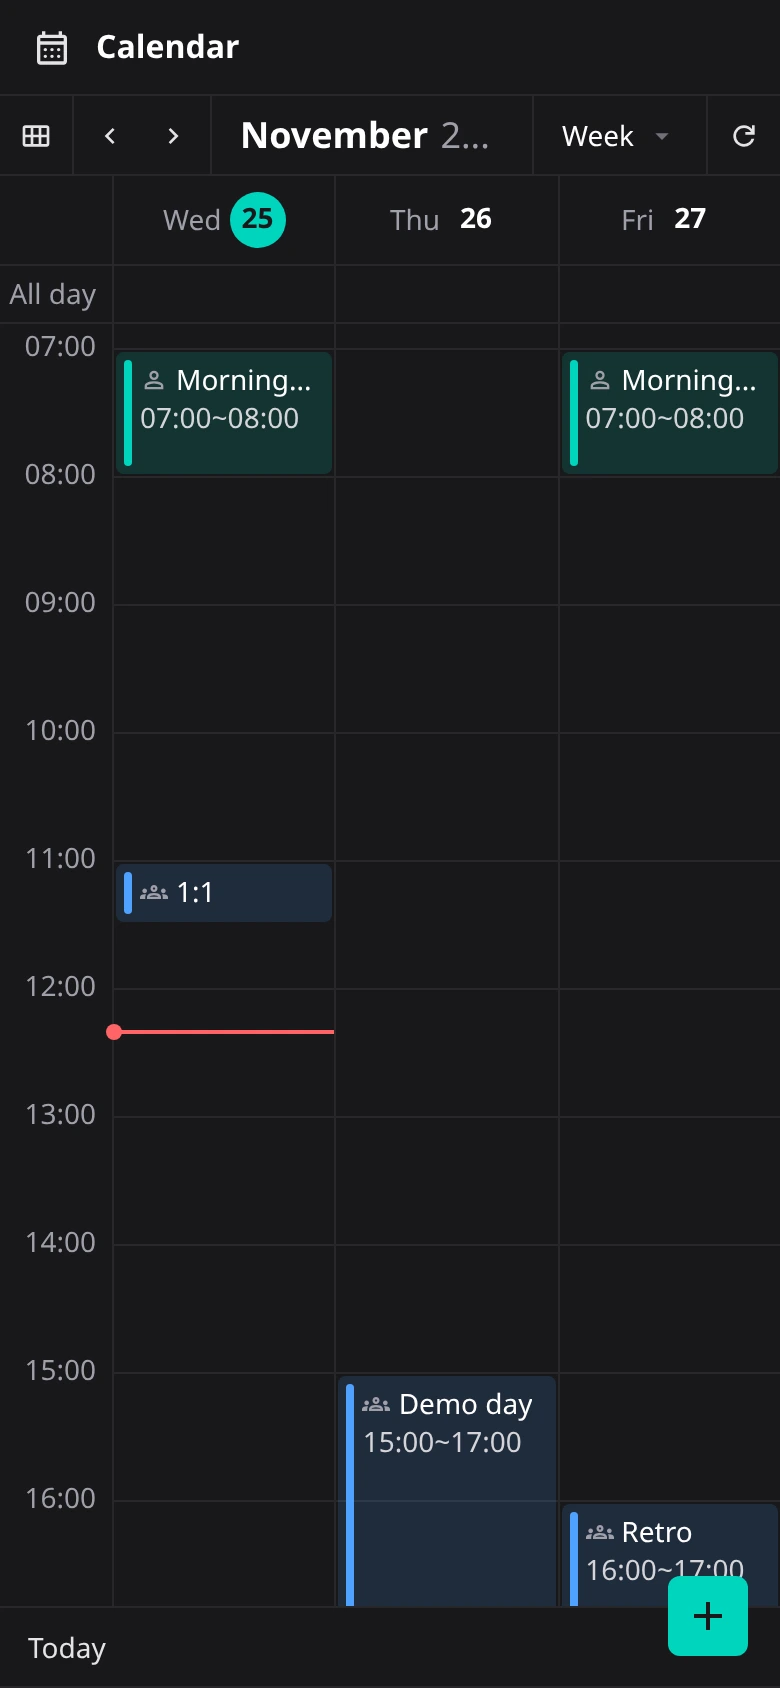 Calendar
November 2...
Week
Wed 25
Thu 26
Fri 27
All day
07:00
Morning...
07:00~08:00
Morning...
07:00~08:00
08:00
09:00
10:00
11:00
1:1
12:00
13:00
14:00
15:00
Demo day
15:00~17:00
16:00
Retro
16:00~17:00
Today